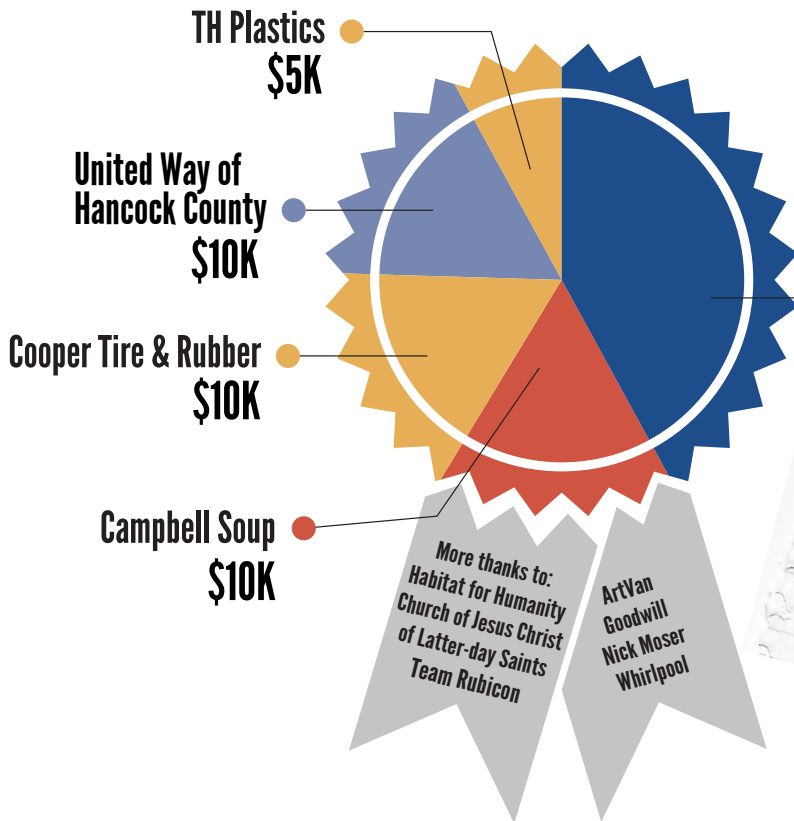 TH Plastics
$5K
United Way of
Hancock County
$10K
Cooper Tire & Rubber
$10K
Campbell Soup
$10K
More thanks to:
Habitat for Humanity
Church of Jesus Christ
of Latter-day Saints
Team Rubicon
ArtVan
Goodwill
Nick Moser
Whirlpool